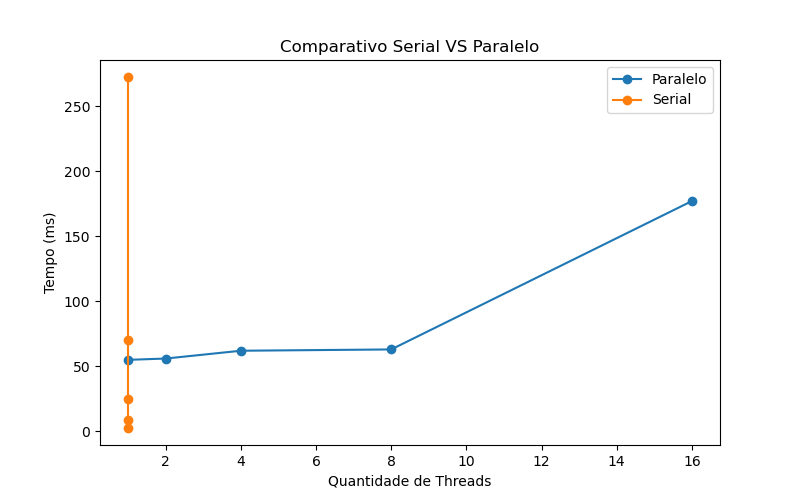 Comparativo Serial VS Paralelo
Paralelo
Serial
Tempo (ms)
250
200
150
100
50
0
2 4 6 8 10 12 14 16
Quantidade de Threads